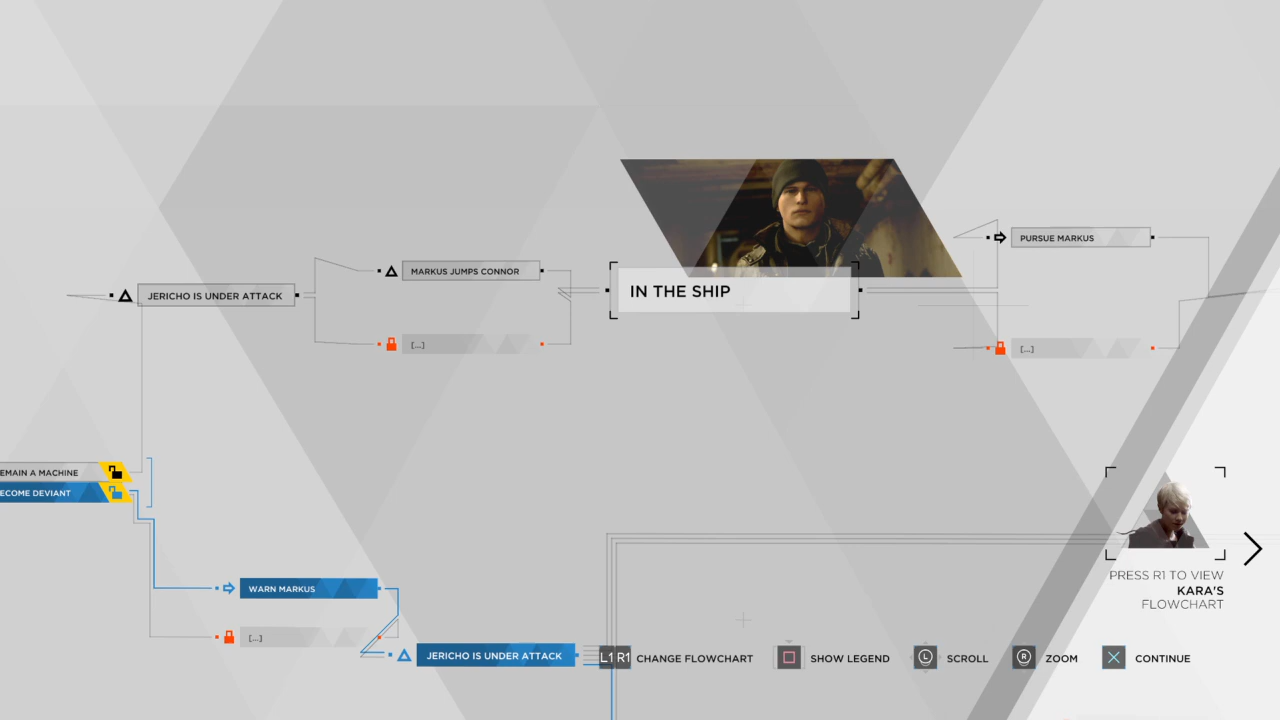 PURSUE MARKUS
MARKUS JUMPS CONNOR
IN THE SHIP
JERICHO IS UNDER ATTACK
[...]
[...]
EMAIN A MACHINE
ECOME DEVIANT
PRESS R1 TO VIEW
KARA'S
FLOWCHART
WARN MARKUS
[...]
JERICHO IS UNDER ATTACK
L1 R1 CHANGE FLOWCHART SHOW LEGEND L SCROLL R ZOOM CONTINUE